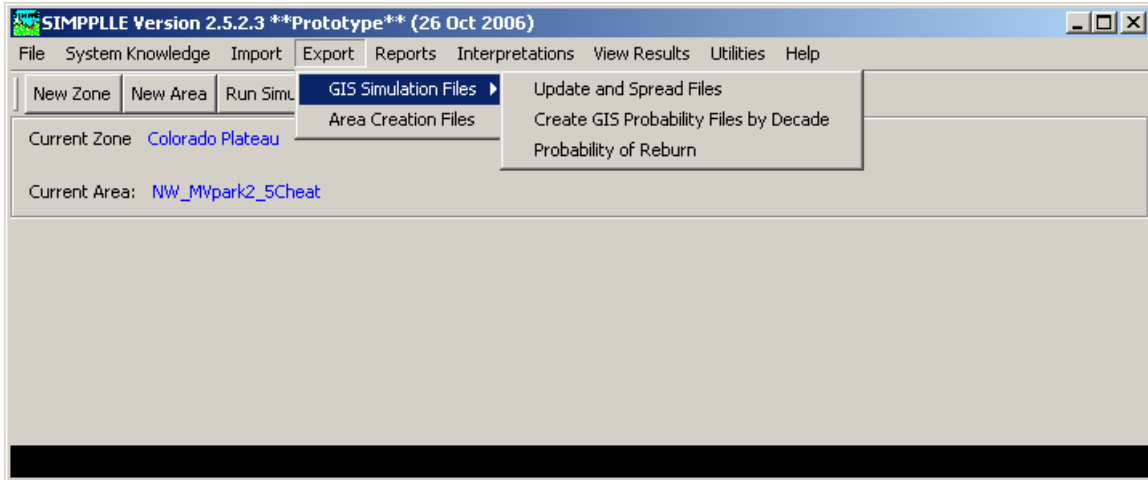 SIMPPLLE Version 2.5.2.3 **Prototype** (26 Oct 2006)
File System Knowledge Import Export Reports Interpretations View Results Utilities Help
New Zone New Area Run Simu
GIS Simulation Files
Area Creation Files
Update and Spread Files
Create GIS Probability Files by Decade
Probability of Reburn
Current Zone Colorado Plateau
Current Area: NW_MVpark2_5Cheat